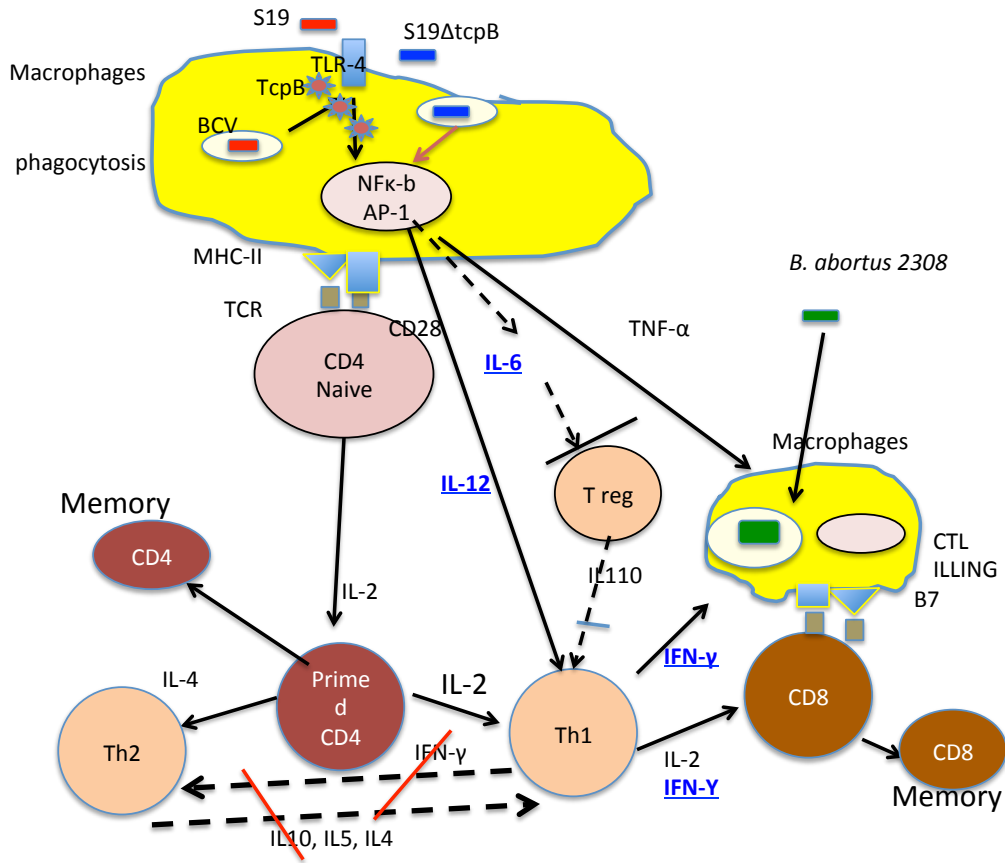 S19
S19ΔtcpB
Macrophages
TLR-4
TcpB
BCV
phagocytosis
NFκ-b
AP-1
MHC-II
B. abortus 2308
TCR
CD28
TNF-α
CD4
Naive
IL-6
Macrophages
IL-12
T reg
Memory
CD4
CTL
ILLING
IL110
B7
IL-2
IL-4
Prime
d
CD4
IL-2
IFN-γ
CD8
Th2
Th1
IFN-γ
IL-2
IFN-Y
CD8
Memory
IL10, IL5, IL4